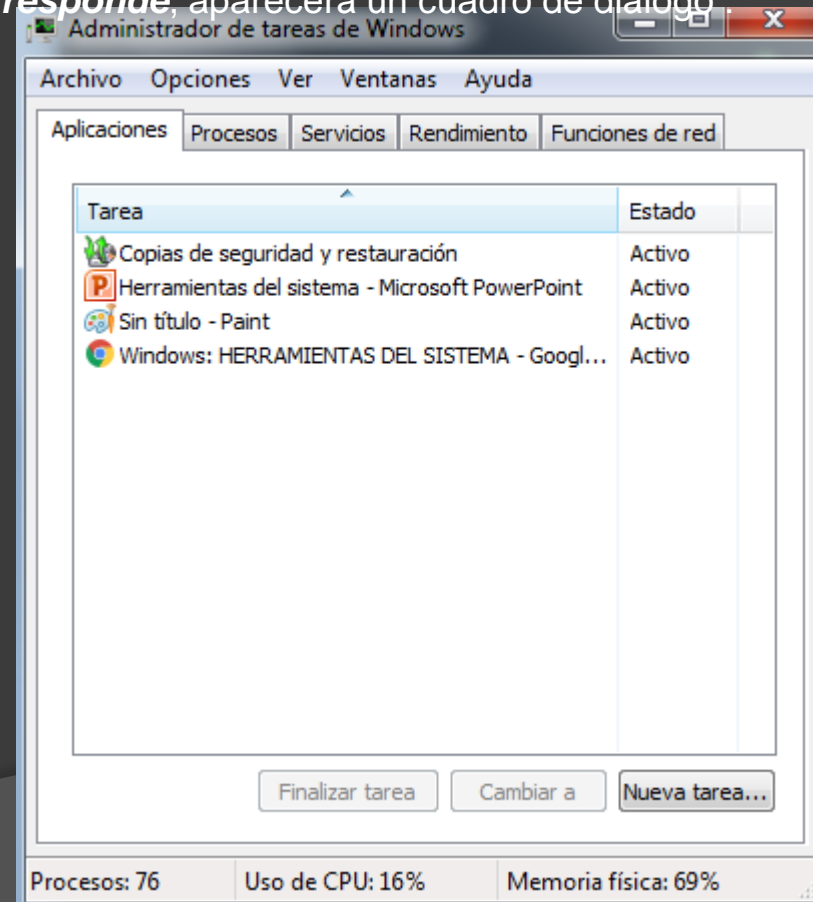 responde, aparecerá un cuadro de dialogo .
Administrador de tareas de Windows
Archivo Opciones Ver Ventanas Ayuda
Aplicaciones Procesos Servicios Rendimiento Funciones de red
Tarea Estado
Copias de seguridad y restauración Activo
Herramientas del sistema - Microsoft PowerPoint Activo
Sin título - Paint Activo
Windows: HERRAMIENTAS DEL SISTEMA - Googl... Activo
Finalizar tarea Cambiar a Nueva tarea...
Procesos: 76 Uso de CPU: 16% Memoria física: 69%